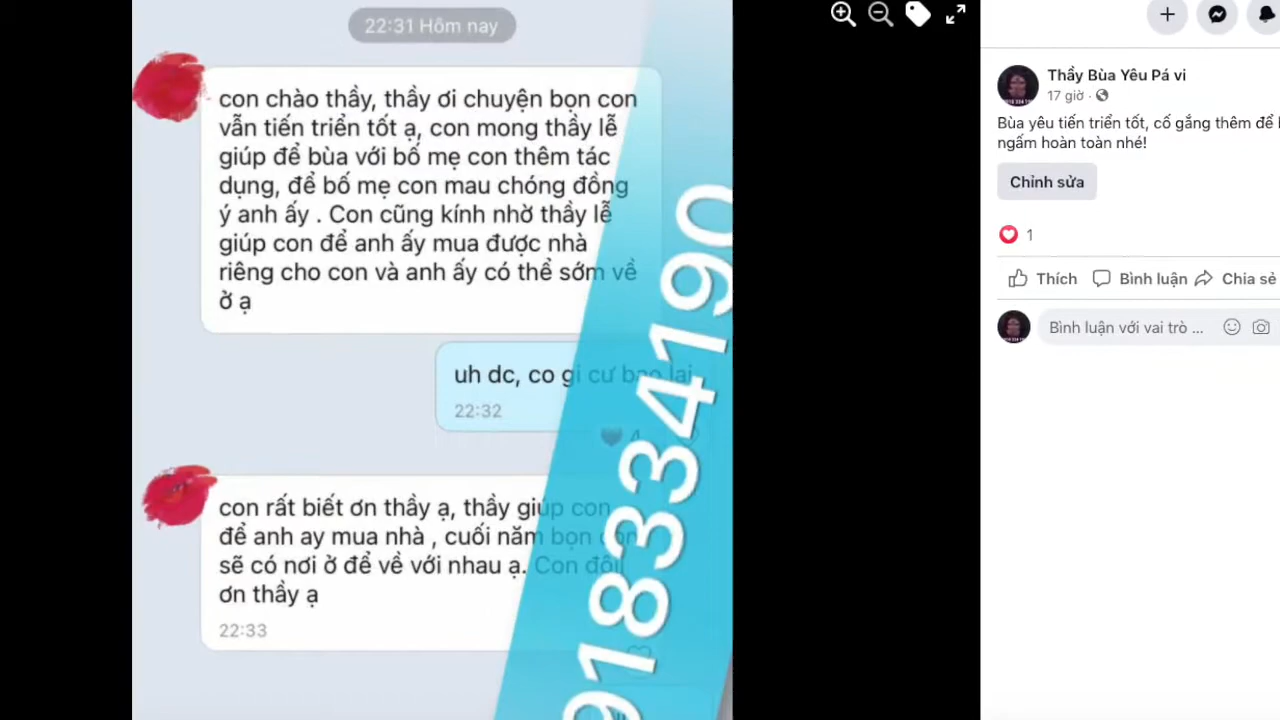 22:31 Hôm nay
con chào thầy, thầy ơi chuyện bọn con
vẫn tiến triển tốt ạ, con mong thầy lễ
giúp để bùa với bố mẹ con thêm tác
dụng, để bố mẹ con mau chóng đồng
ý anh ấy . Con cũng kính nhờ thầy lễ
giúp con để anh ấy mua được nhà
riêng cho con và anh ấy có thể sớm về
ở ạ
uh dc, co gi cư bao lai
22:32
4
con rất biết ơn thầy ạ, thầy giúp con
để anh ay mua nhà , cuối năm bọn con
sẽ có nơi ở để về với nhau ạ. Con đôị
ơn thầy ạ
22:33
918334190
Thầy Bùa Yêu Pá vi
17 giờ ·
Bùa yêu tiến triển tốt, cố gắng thêm để
ngấm hoàn toàn nhé!
Chỉnh sửa
1
Thích Bình luận Chia sẻ
Bình luận với vai trò ...